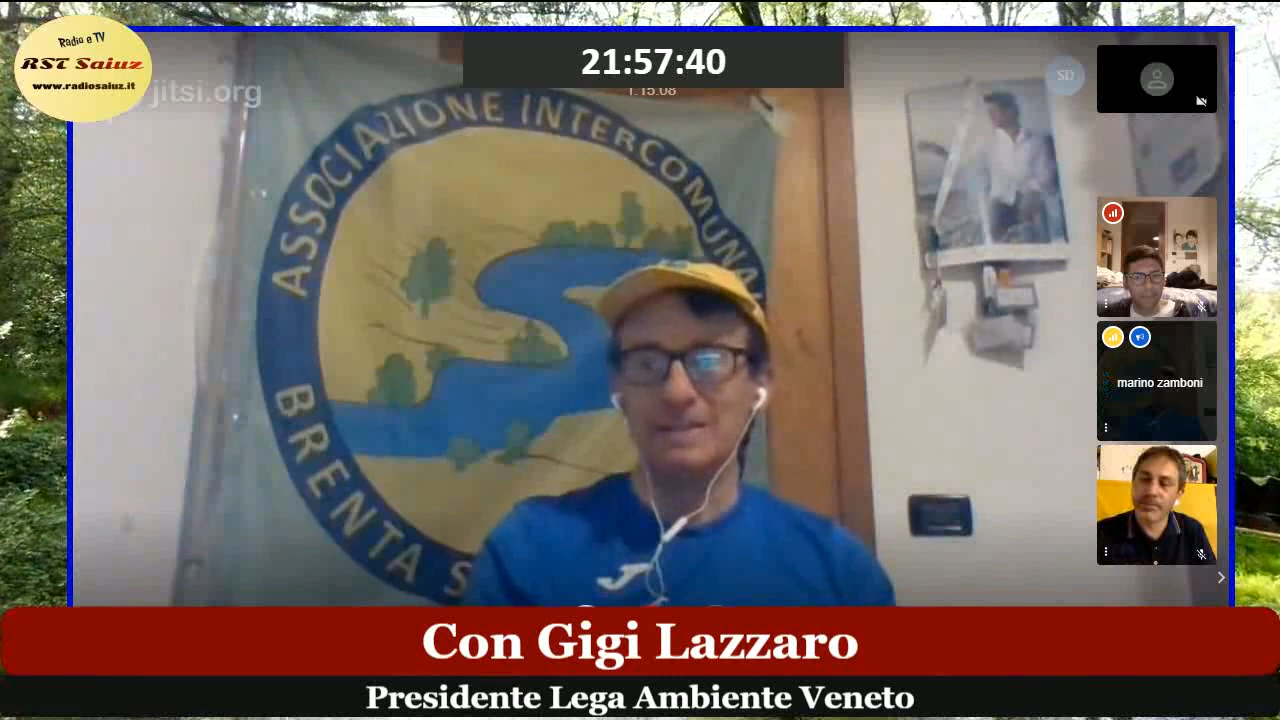 Radio e TV
RST Saiuz
www.radiosaiuz.it
jitsi.org
21:57:40
1:15:08
SD
ASSOCIAZIONE INTERCOMUNA
BRENTA S
marino zamboni
Con Gigi Lazzaro
Presidente Lega Ambiente Veneto